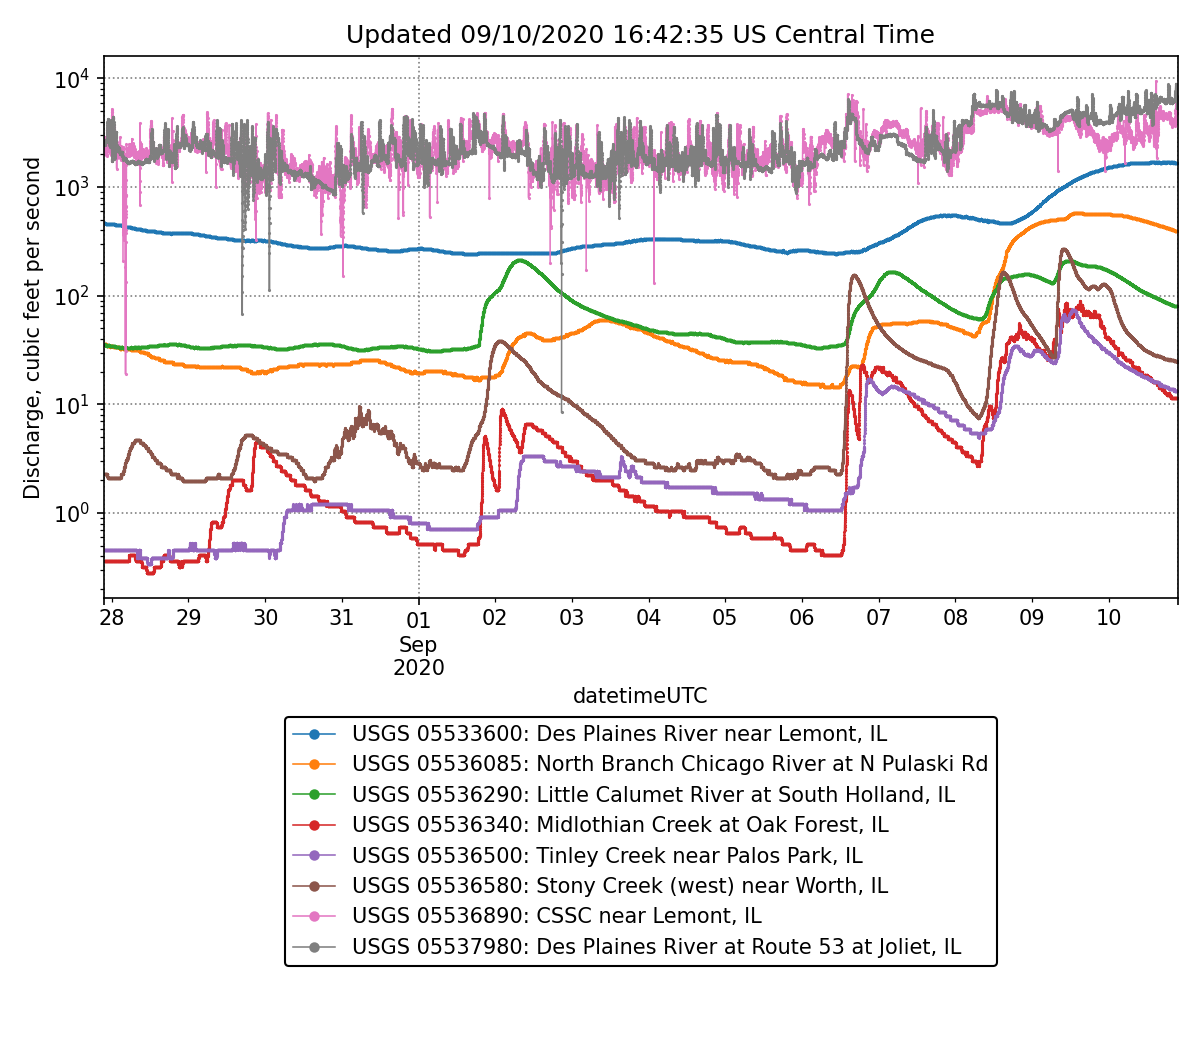 Updated 09/10/2020 16:42:35 US Central Time
Discharge, cubic feet per second
10^4
10^3
10^2
10^1
10^0
28 29 30 31 01 02 03 04 05 06 07 08 09 10
Sep
2020
datetimeUTC
USGS 05533600: Des Plaines River near Lemont, IL
USGS 05536085: North Branch Chicago River at N Pulaski Rd
USGS 05536290: Little Calumet River at South Holland, IL
USGS 05536340: Midlothian Creek at Oak Forest, IL
USGS 05536500: Tinley Creek near Palos Park, IL
USGS 05536580: Stony Creek (west) near Worth, IL
USGS 05536890: CSSC near Lemont, IL
USGS 05537980: Des Plaines River at Route 53 at Joliet, IL